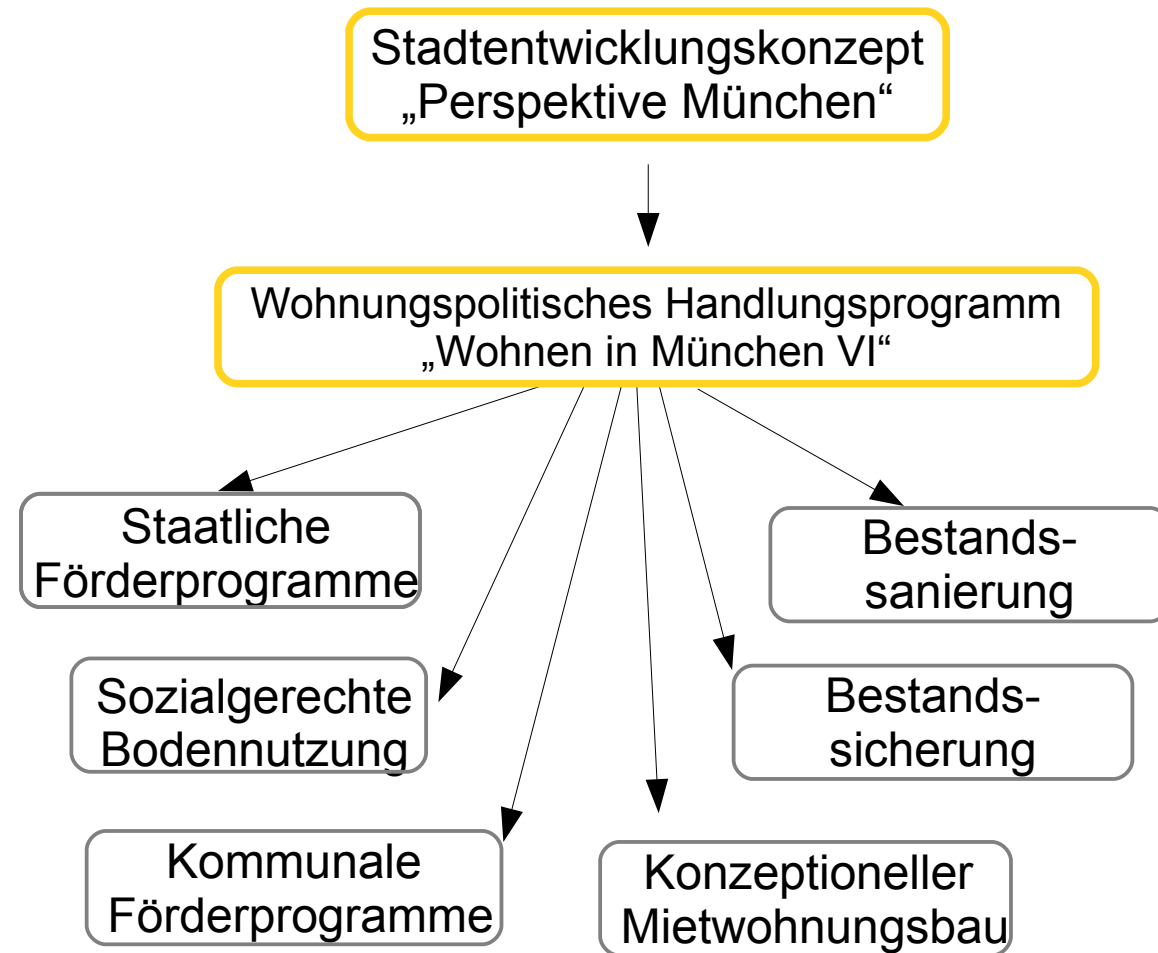 Stadtentwicklungskonzept
„Perspektive München“
Wohnungspolitisches Handlungsprogramm
„Wohnen in München VI“
Staatliche
Förderprogramme
Bestands-
sanierung
Sozialgerechte
Bodennutzung
Bestands-
sicherung
Kommunale
Förderprogramme
Konzeptioneller
Mietwohnungsbau